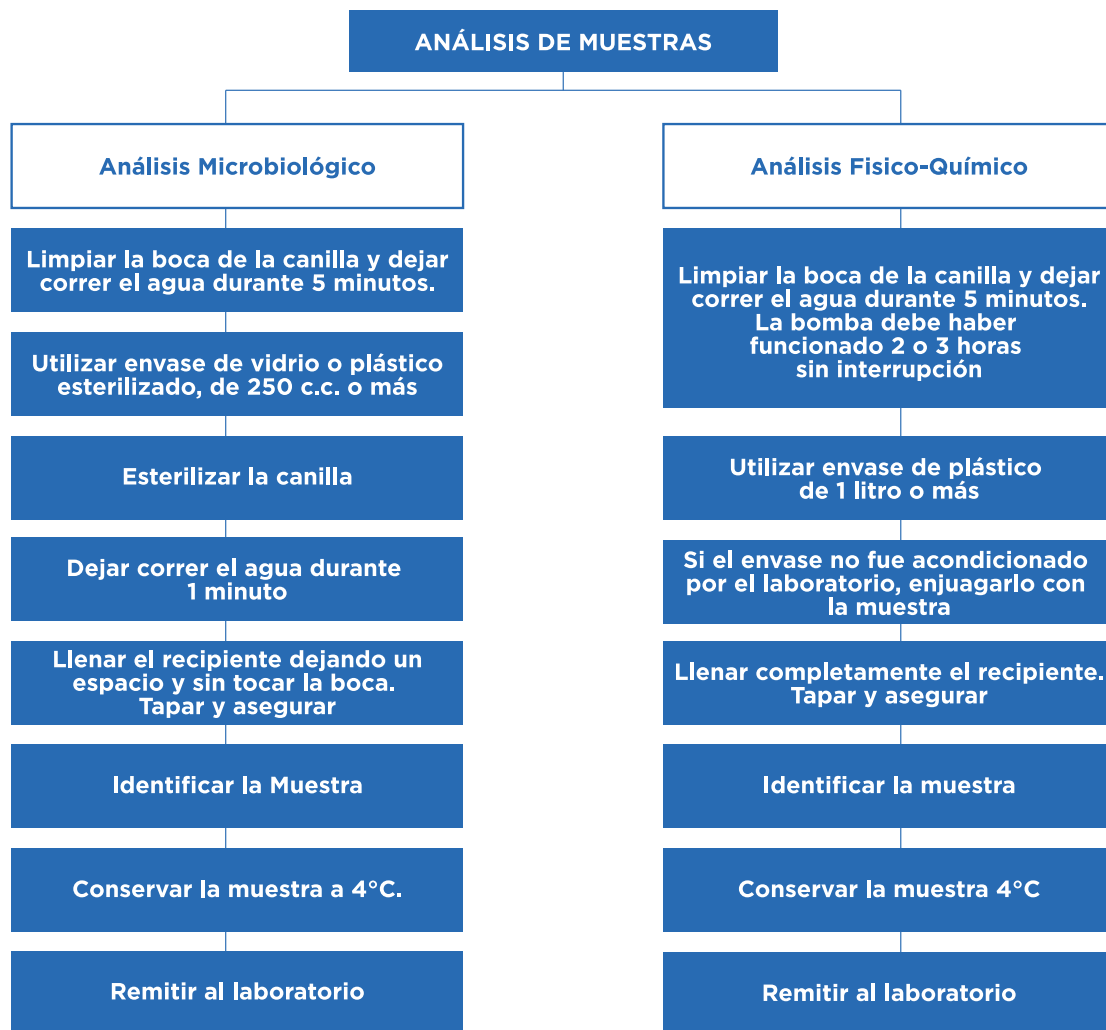 ANÁLISIS DE MUESTRAS
Análisis Microbiológico
Limpiar la boca de la canilla y dejar
correr el agua durante 5 minutos.
Utilizar envase de vidrio o plástico
esterilizado, de 250 c.c. o más
Esterilizar la canilla
Dejar correr el agua durante
1 minuto
Llenar el recipiente dejando un
espacio y sin tocar la boca.
Tapar y asegurar
Identificar la Muestra
Conservar la muestra a 4°C.
Remitir al laboratorio
Análisis Fisico-Químico
Limpiar la boca de la canilla y dejar
correr el agua durante 5 minutos.
La bomba debe haber
funcionado 2 o 3 horas
sin interrupción
Utilizar envase de plástico
de 1 litro o más
Si el envase no fue acondicionado
por el laboratorio, enjuagarlo con
la muestra
Llenar completamente el recipiente.
Tapar y asegurar
Identificar la muestra
Conservar la muestra 4°C
Remitir al laboratorio